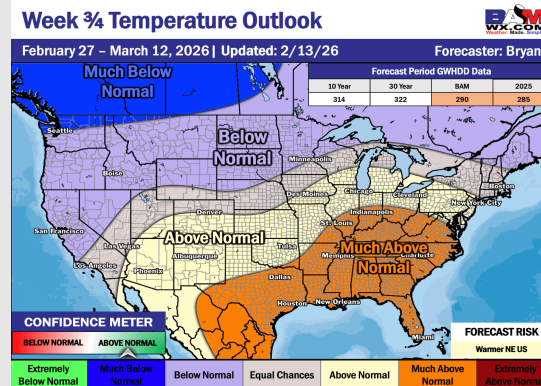 Week ¾ Temperature Outlook
BAM
WX.COM
Weather. Made. Simple
February 27 – March 12, 2026 | Updated: 2/13/26
Forecaster: Bryan
Forecast Period GWHDD Data
10 Year 30 Year BAM 2025
314 322 290 285
Much Below
Normal
Seattle
Below
Normal
Minneapolis
Boise
Boston
Des Moines
Chicago
Cleveland
New York City
Denver
Indianapolis
San Francisco
St. Louis
Las Vegas
Above Normal
Tulsa
Much Above
Normal
Los Angeles
Albuquerque
Memphis
Charlotte
Phoenix
Dallas
Houston
New Orleans
Miami
CONFIDENCE METER
BELOW NORMAL
ABOVE NORMAL
FORECAST RISK
Warmer NE US
Extremely
Below Normal
Much Below
Normal
Below Normal
Equal Chances
Above Normal
Much Above
Normal
Extremely
Above Norma